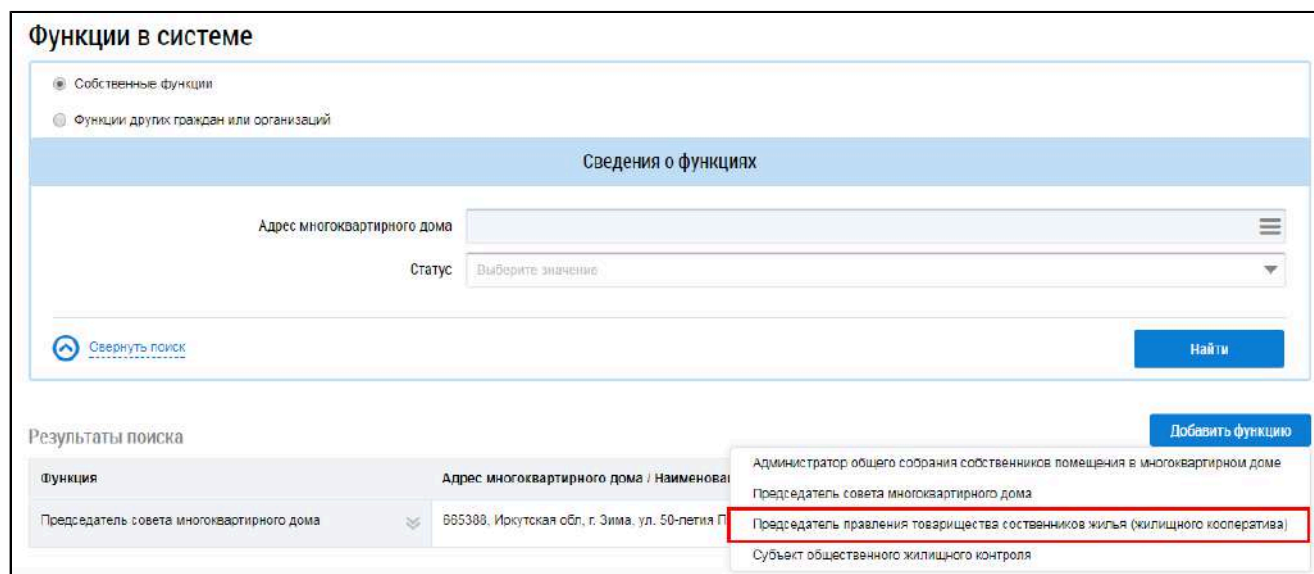 Функции в системе
Собственные функции
Функции других граждан или организаций
Сведения о функциях
Адрес многоквартирного дома
Статус Выберите значение
Свернуть поиск Найти
Результаты поиска Добавить функцию
Функция Адрес многоквартирного дома / Наименован
Администратор общего собрания собственников помещения в многоквартирном доме
Председатель совета многоквартирного дома
Председатель совета многоквартирного дома 665388, Иркутская обл, г. Зима, ул. 50-летия П
Председатель правления товарищества соственников жилья (жилищного кооператива)
Субъект общественного жилищного контроля